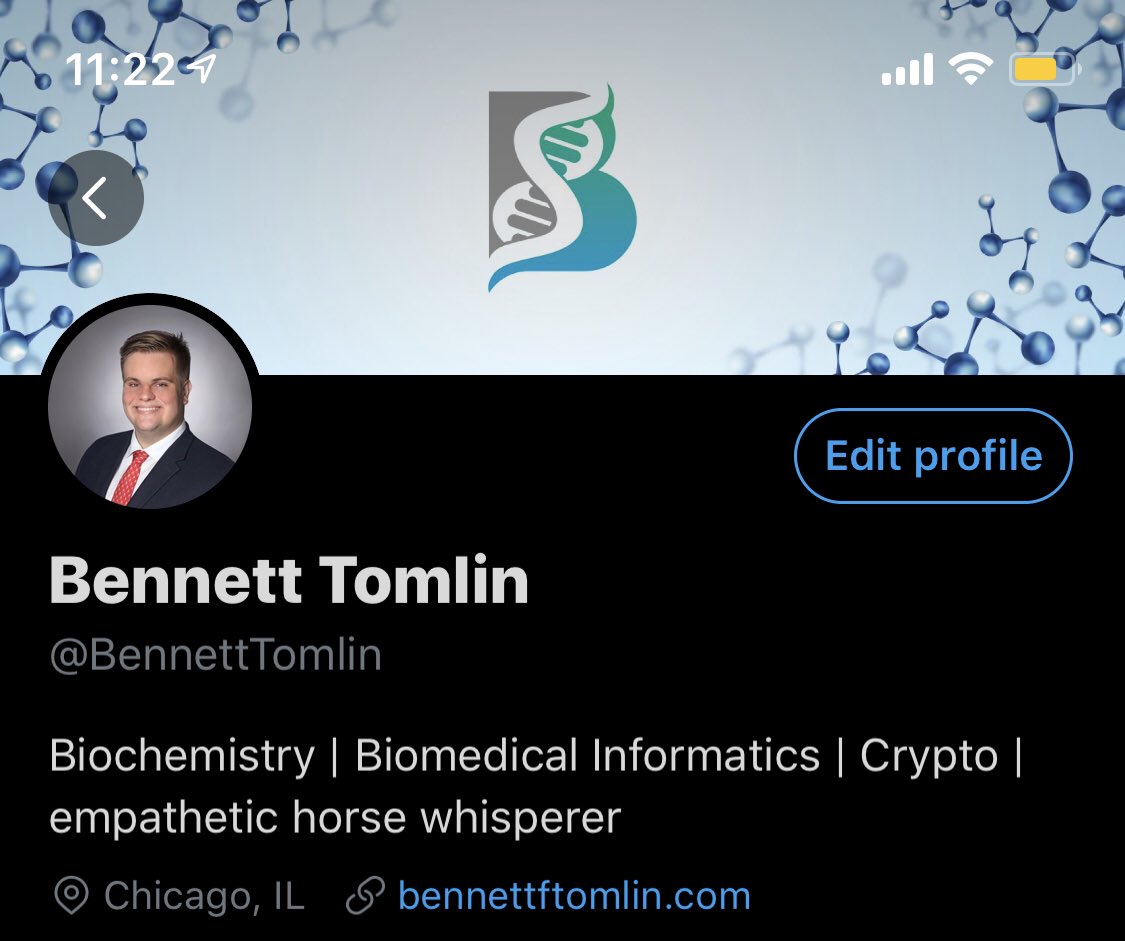 11:22
Edit profile
Bennett Tomlin
@BennettTomlin
Biochemistry | Biomedical Informatics | Crypto |
empathetic horse whisperer
Chicago, IL bennettftomlin.com